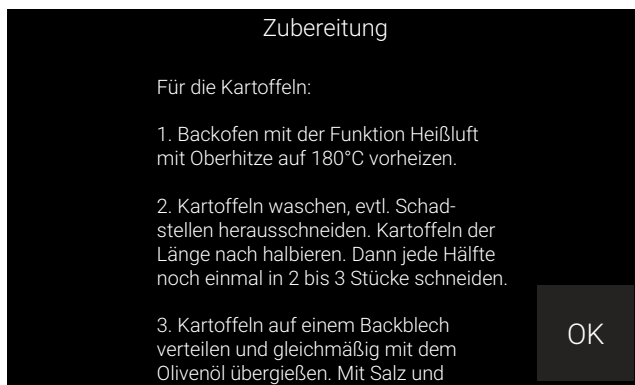 Zubereitung
Für die Kartoffeln:
1. Backofen mit der Funktion Heißluft
mit Oberhitze auf 180°C vorheizen.
2. Kartoffeln waschen, evtl. Schad-
stellen herausschneiden. Kartoffeln der
Länge nach halbieren. Dann jede Hälfte
noch einmal in 2 bis 3 Stücke schneiden.
3. Kartoffeln auf einem Backblech
verteilen und gleichmäßig mit dem
Olivenöl übergießen. Mit Salz und
OK